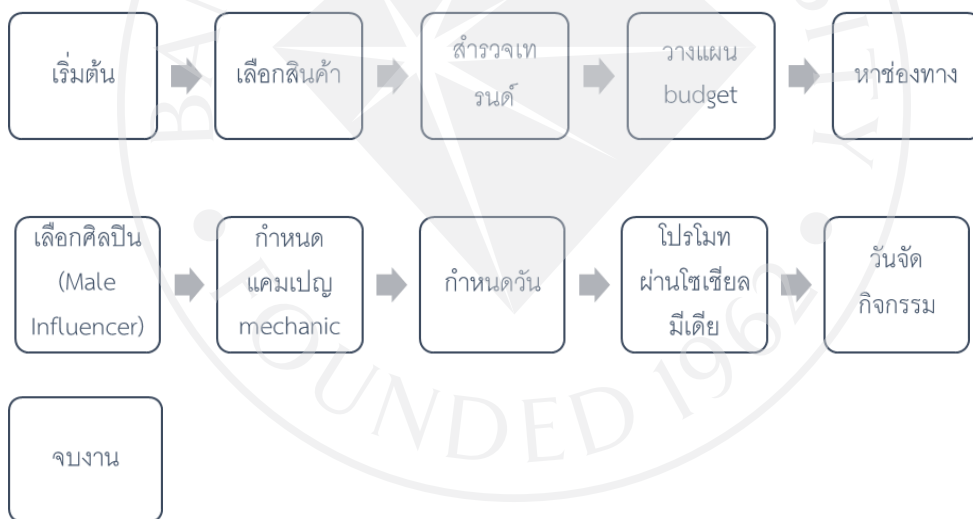 เริ่มต้น
เลือกสินค้า
สำรวจเท
รนด์
วางแผน
budget
หาช่องทาง
เลือกศิลปิน
(Male
Influencer)
กำหนด
แคมเปญ
mechanic
กำหนดวัน
โปรโมท
ผ่านโซเชียล
มีเดีย
วันจัด
กิจกรรม
จบงาน
FOUNDED 1962